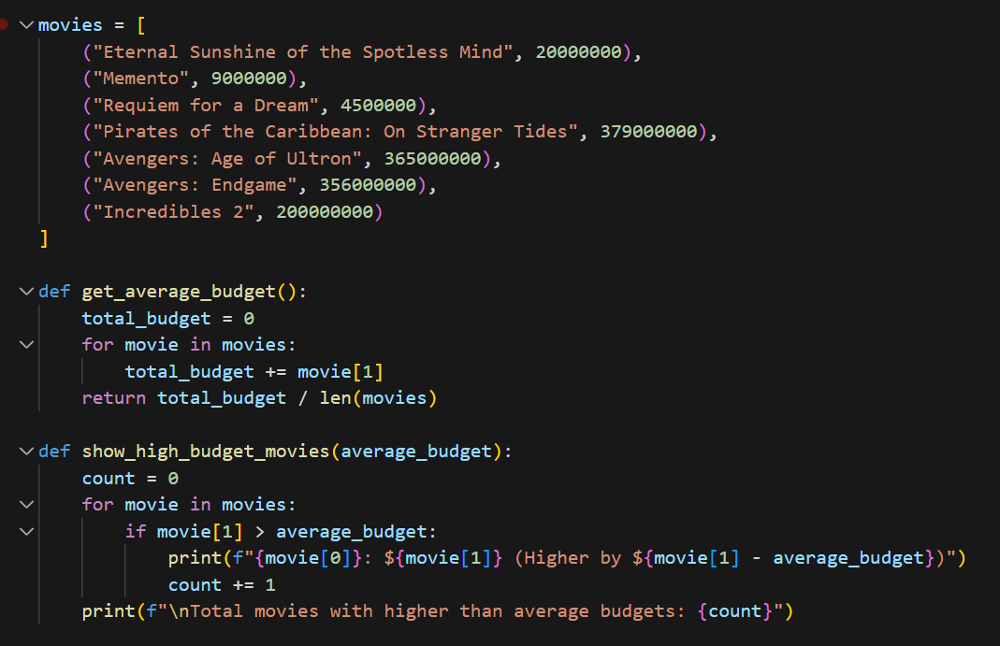 movies = [
    ("Eternal Sunshine of the Spotless Mind", 20000000),
    ("Memento", 9000000),
    ("Requiem for a Dream", 4500000),
    ("Pirates of the Caribbean: On Stranger Tides", 379000000),
    ("Avengers: Age of Ultron", 365000000),
    ("Avengers: Endgame", 356000000),
    ("Incredibles 2", 200000000)
]
def get_average_budget():
    total_budget = 0
    for movie in movies:
        total_budget += movie[1]
    return total_budget / len(movies)
def show_high_budget_movies(average_budget):
    count = 0
    for movie in movies:
        if movie[1] > average_budget:
            print(f"{movie[0]}: ${movie[1]} (Higher by ${movie[1] - average_budget})")
            count += 1
    print(f"\nTotal movies with higher than average budgets: {count}")